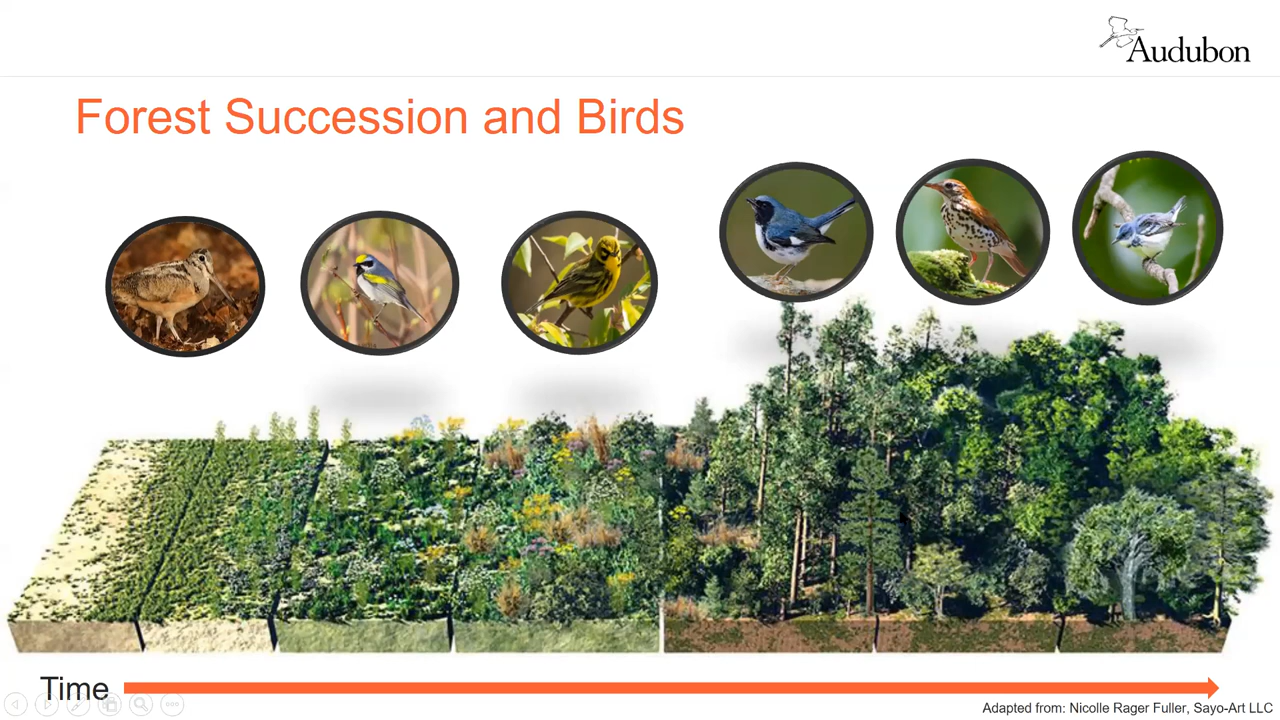 Audubon
Forest Succession and Birds
Time
Adapted from: Nicolle Rager Fuller, Sayo-Art LLC